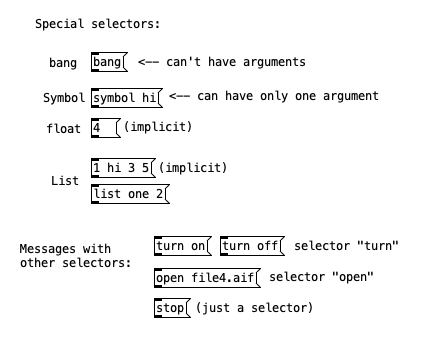 Special selectors:
bang bang <-- can't have arguments
Symbol symbol hi <-- can have only one argument
float 4 (implicit)
List 1 hi 3 5 (implicit)
list one 2
Messages with other selectors:
turn on turn off selector "turn"
open file4.aif selector "open"
stop (just a selector)